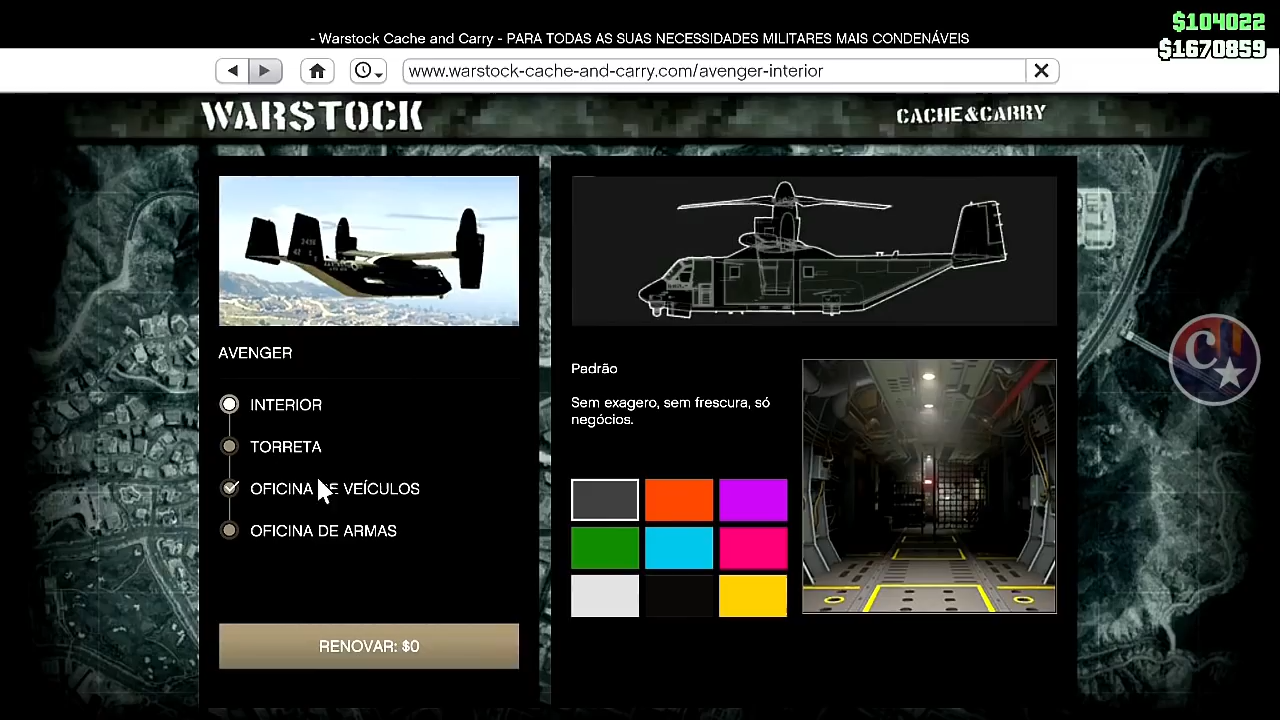 $104022
- Warstock Cache and Carry - PARA TODAS AS SUAS NECESSIDADES MILITARES MAIS CONDENÁVEIS
$1670859
www.warstock-cache-and-carry.com/avenger-interior
WARSTOCK
CACHE&CARRY
AVENGER
INTERIOR
TORRETA
OFICINA DE VEÍCULOS
OFICINA DE ARMAS
RENOVAR: $0
Padrão
Sem exagero, sem frescura, só
negócios.
C